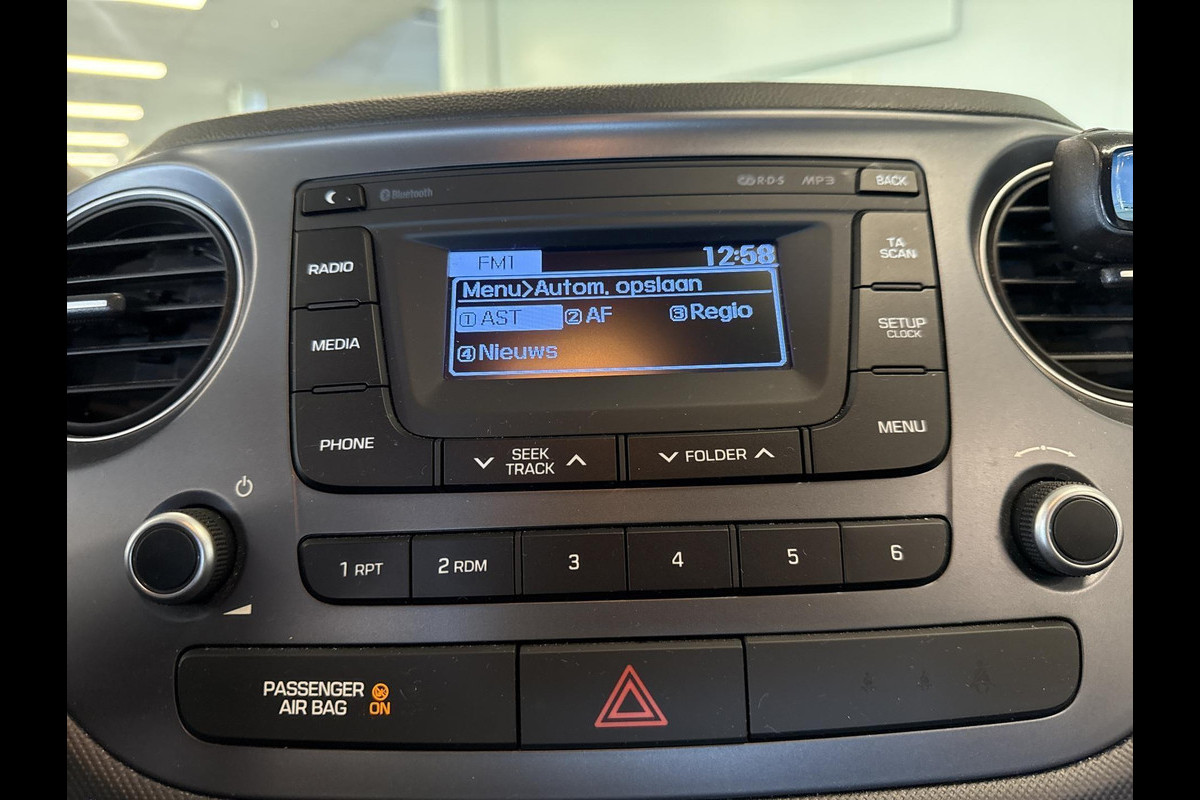 Bluetooth
R·D·S MP3 BACK
RADIO
FM1 12:58
TA
SCAN
Menu>Autom. opslaan
1 AST 2 AF 3 Regio
4 Nieuws
MEDIA
SETUP
CLOCK
PHONE
MENU
SEEK
TRACK
FOLDER
1 RPT 2 RDM 3 4 5 6
PASSENGER
AIR BAG ON